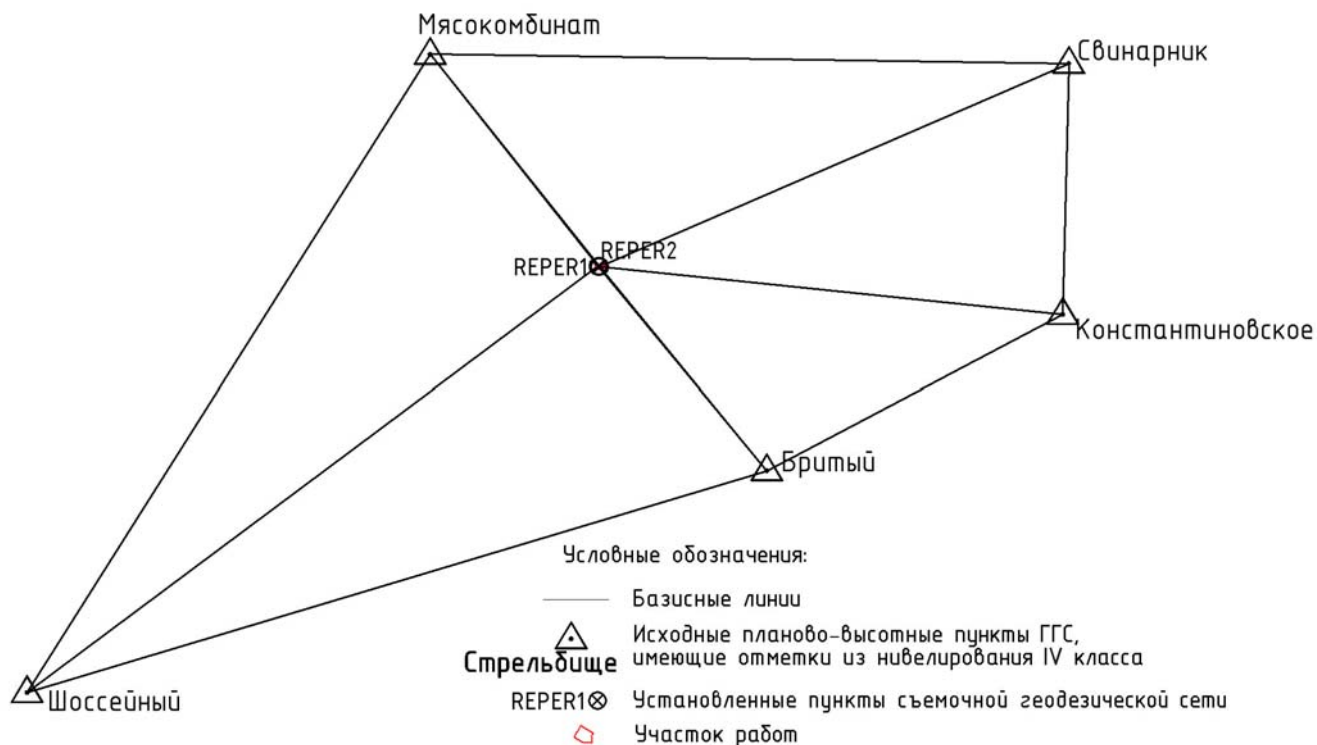 Мясокомбинат
Свинарник
REPER2
REPER1
Константиновское
Бритый
Условные обозначения:
Базисные линии
Исходные планово-высотные пункты ГГС,
имеющие отметки из нивелирования IV класса
Стрельбище
Шоссейный
REPER1 Установленные пункты съемочной геодезической сети
Участок работ